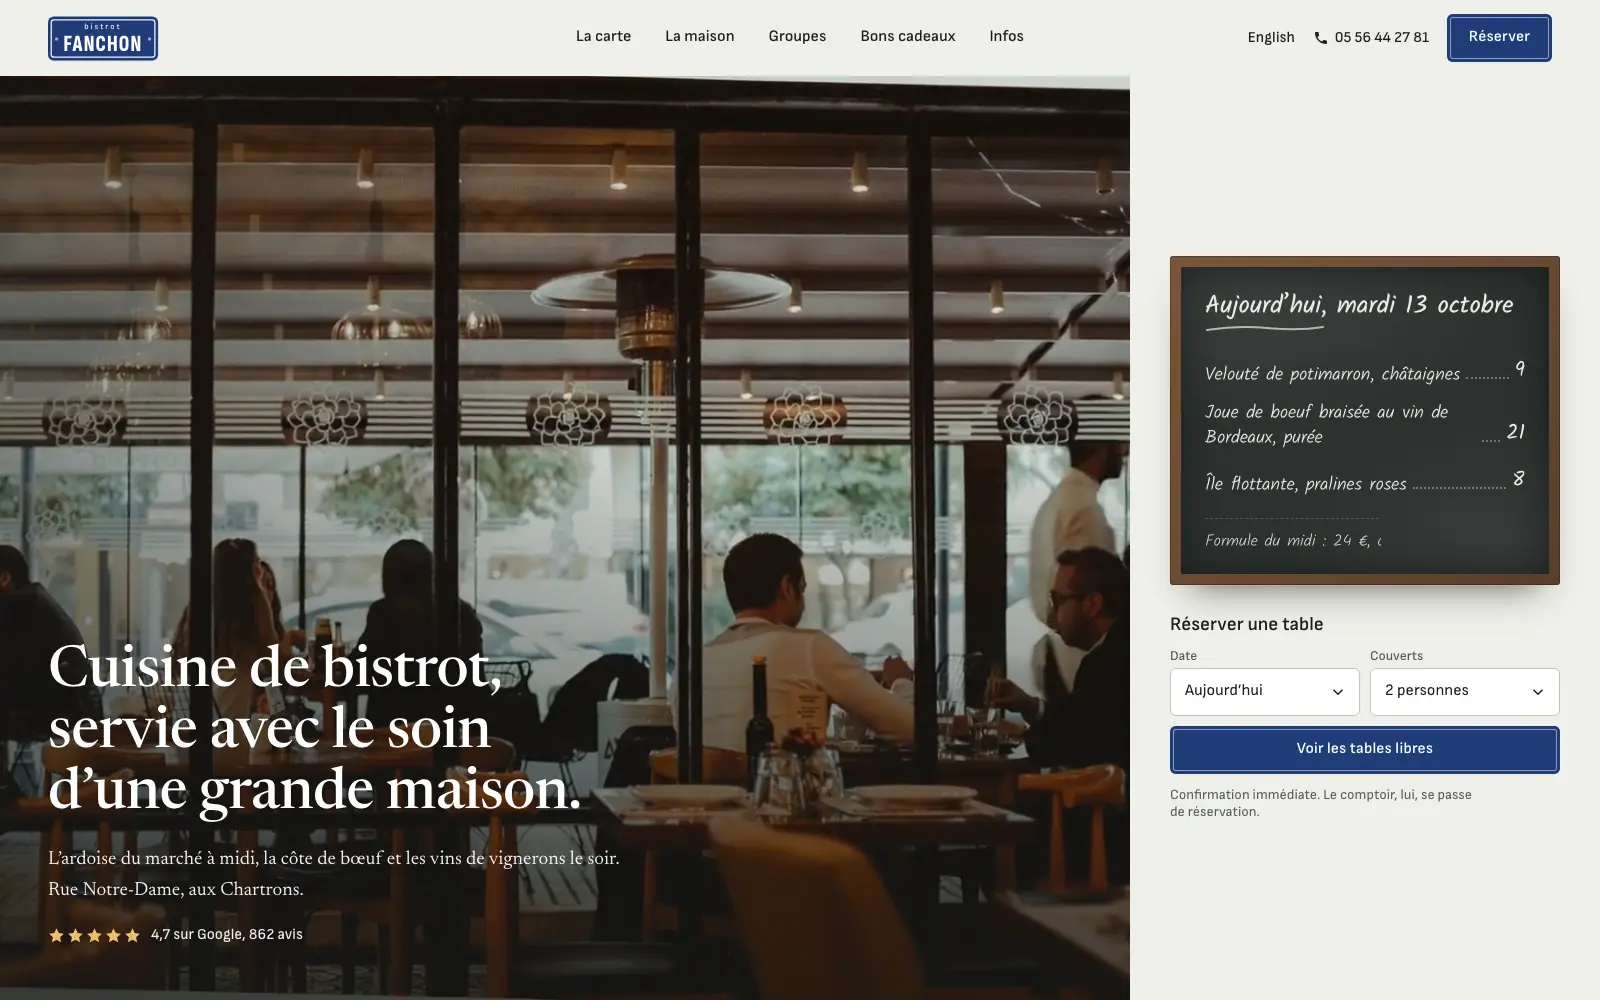 bistrot
FANCHON
La carte
La maison
Groupes
Bons cadeaux
Infos
English
05 56 44 27 81
Réserver
Cuisine de bistrot,
servie avec le soin
d’une grande maison.
L’ardoise du marché à midi, la côte de bœuf et les vins de vignerons le soir.
Rue Notre-Dame, aux Chartrons.
4,7 sur Google, 862 avis
Aujourd’hui, mardi 13 octobre
Velouté de potimarron, châtaignes .......... 9
Joue de boeuf braisée au vin de
Bordeaux, purée ..... 21
Île flottante, pralines roses ....................... 8
Formule du midi : 24 €,
Réserver une table
Date
Couverts
Aujourd’hui
2 personnes
Voir les tables libres
Confirmation immédiate. Le comptoir, lui, se passe
de réservation.